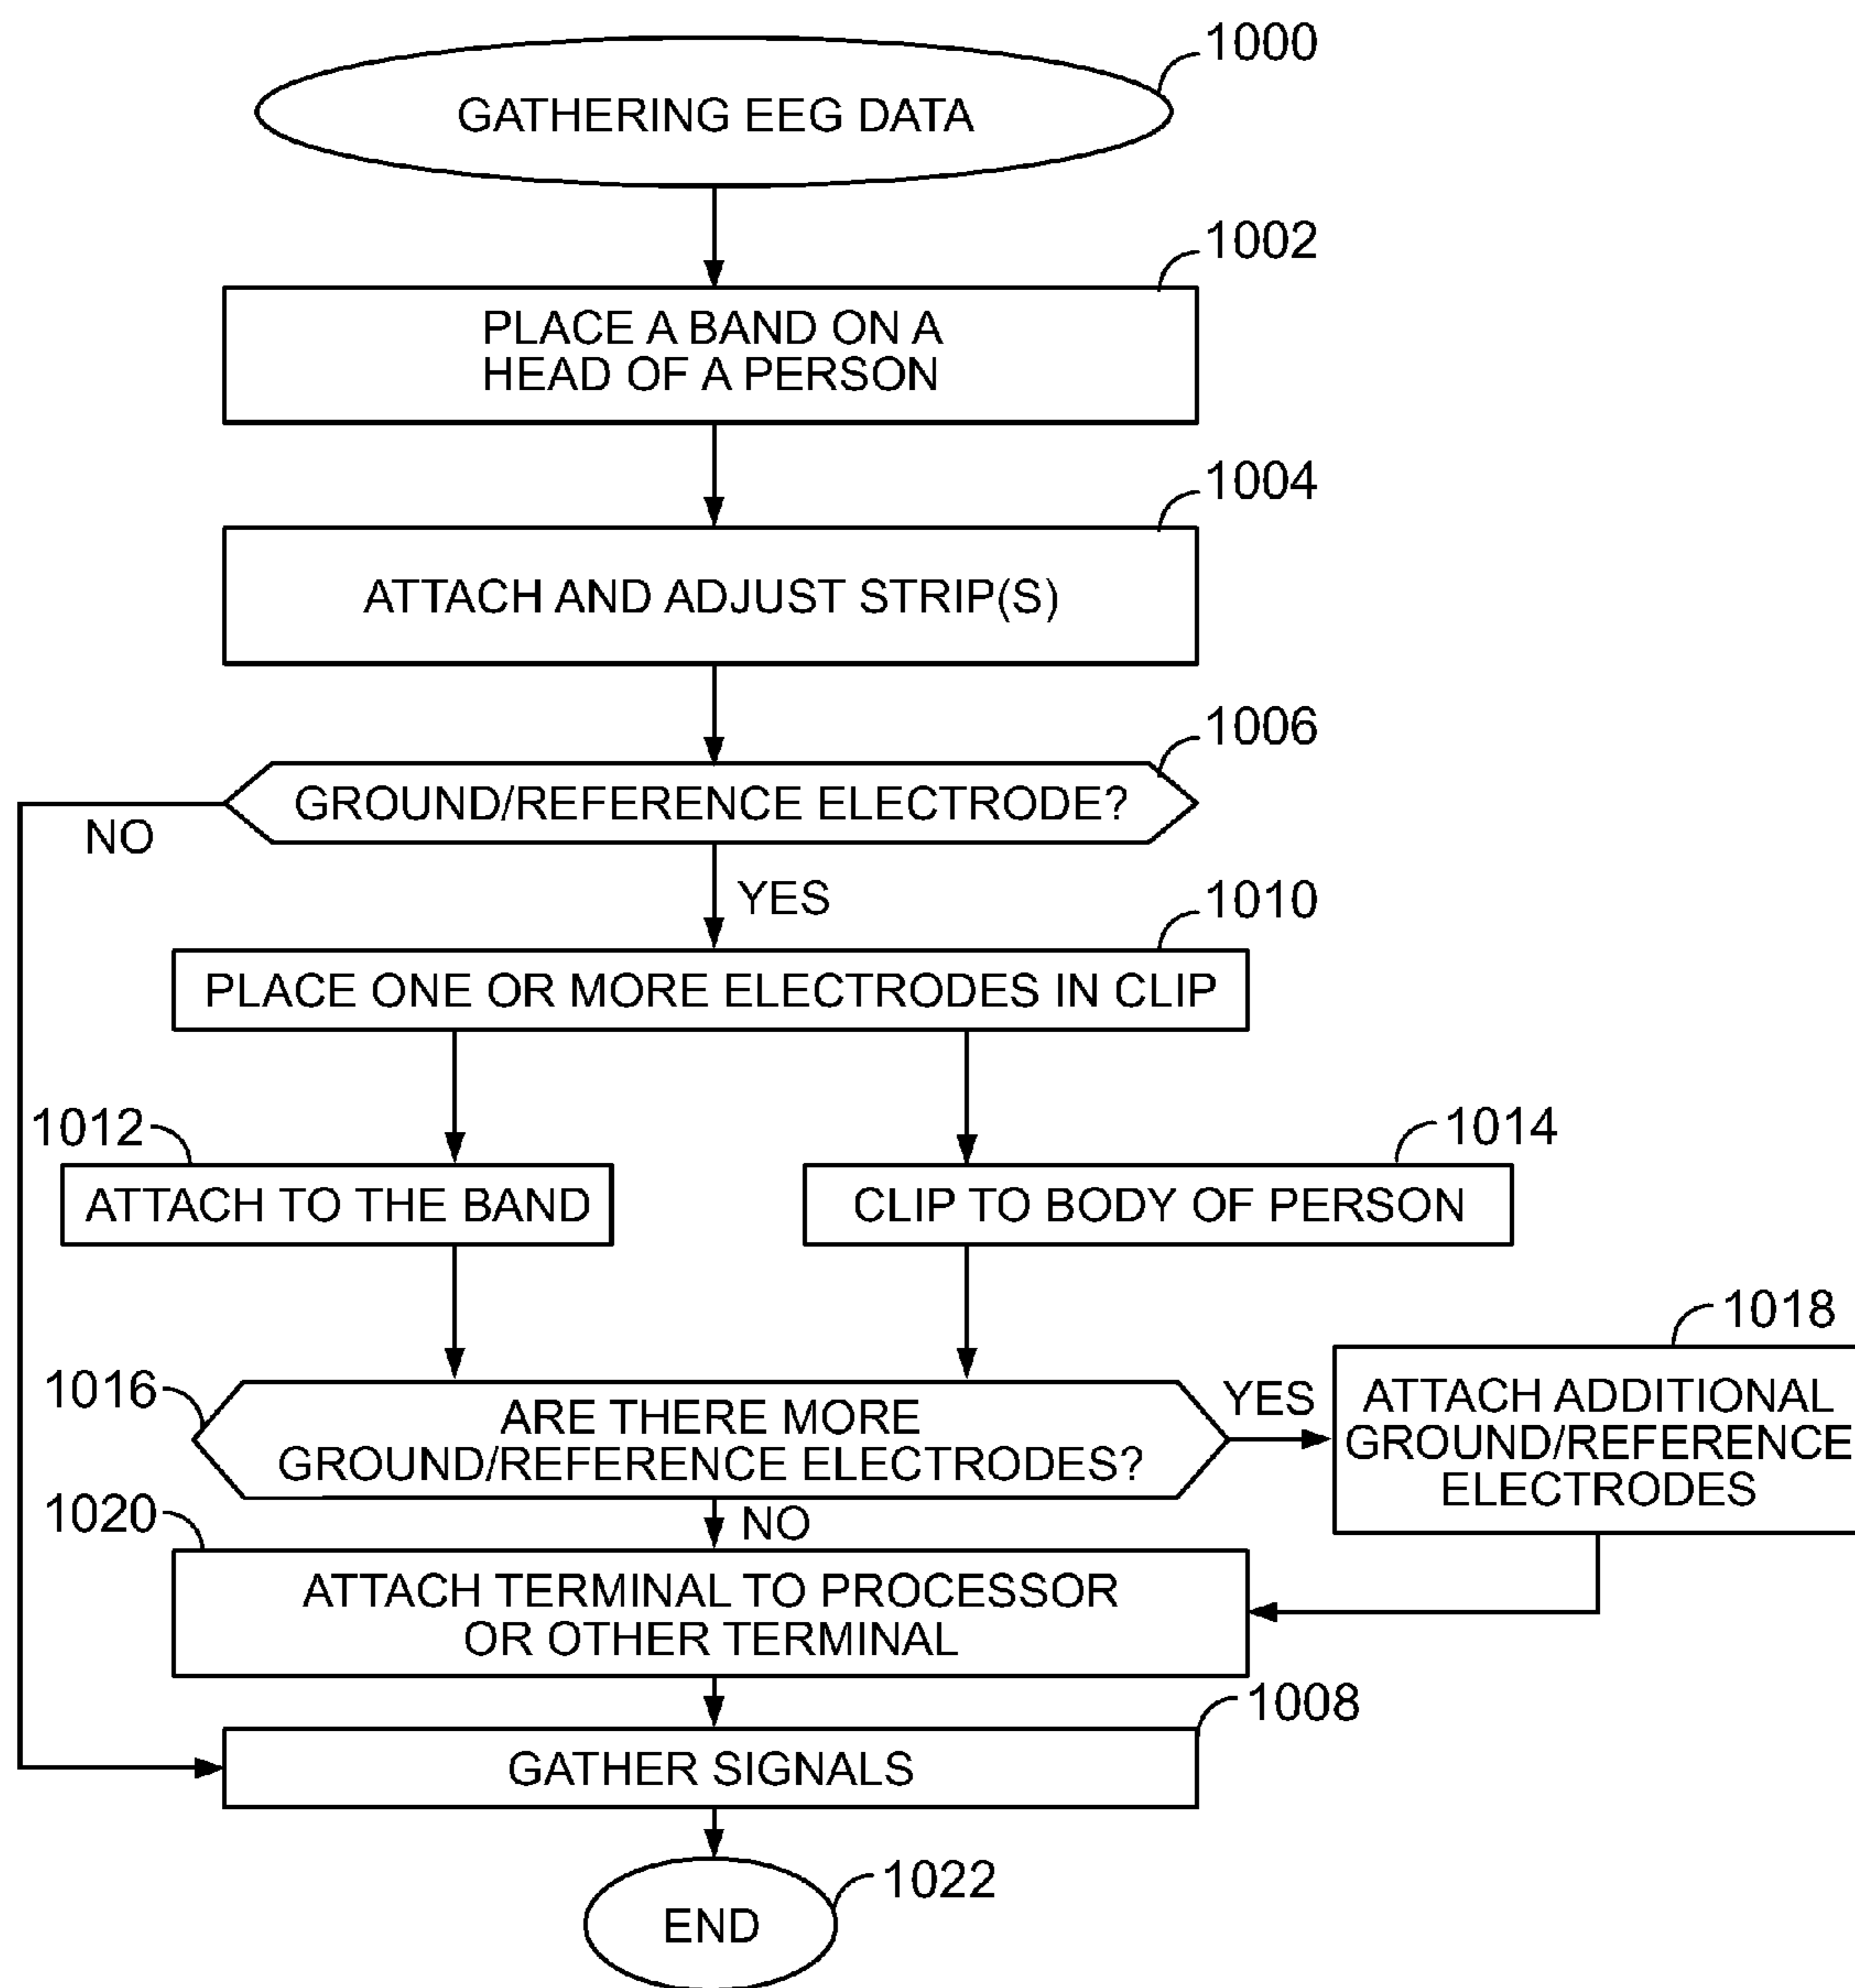 1000
GATHERING EEG DATA
1002
PLACE A BAND ON A
HEAD OF A PERSON
1004
ATTACH AND ADJUST STRIP(S)
1006
GROUND/REFERENCE ELECTRODE?
NO
YES
1010
PLACE ONE OR MORE ELECTRODES IN CLIP
1012
ATTACH TO THE BAND
1014
CLIP TO BODY OF PERSON
1016
ARE THERE MORE
GROUND/REFERENCE ELECTRODES?
YES
1018
ATTACH ADDITIONAL
GROUND/REFERENCE
ELECTRODES
NO
1020
ATTACH TERMINAL TO PROCESSOR
OR OTHER TERMINAL
1008
GATHER SIGNALS
1022
END